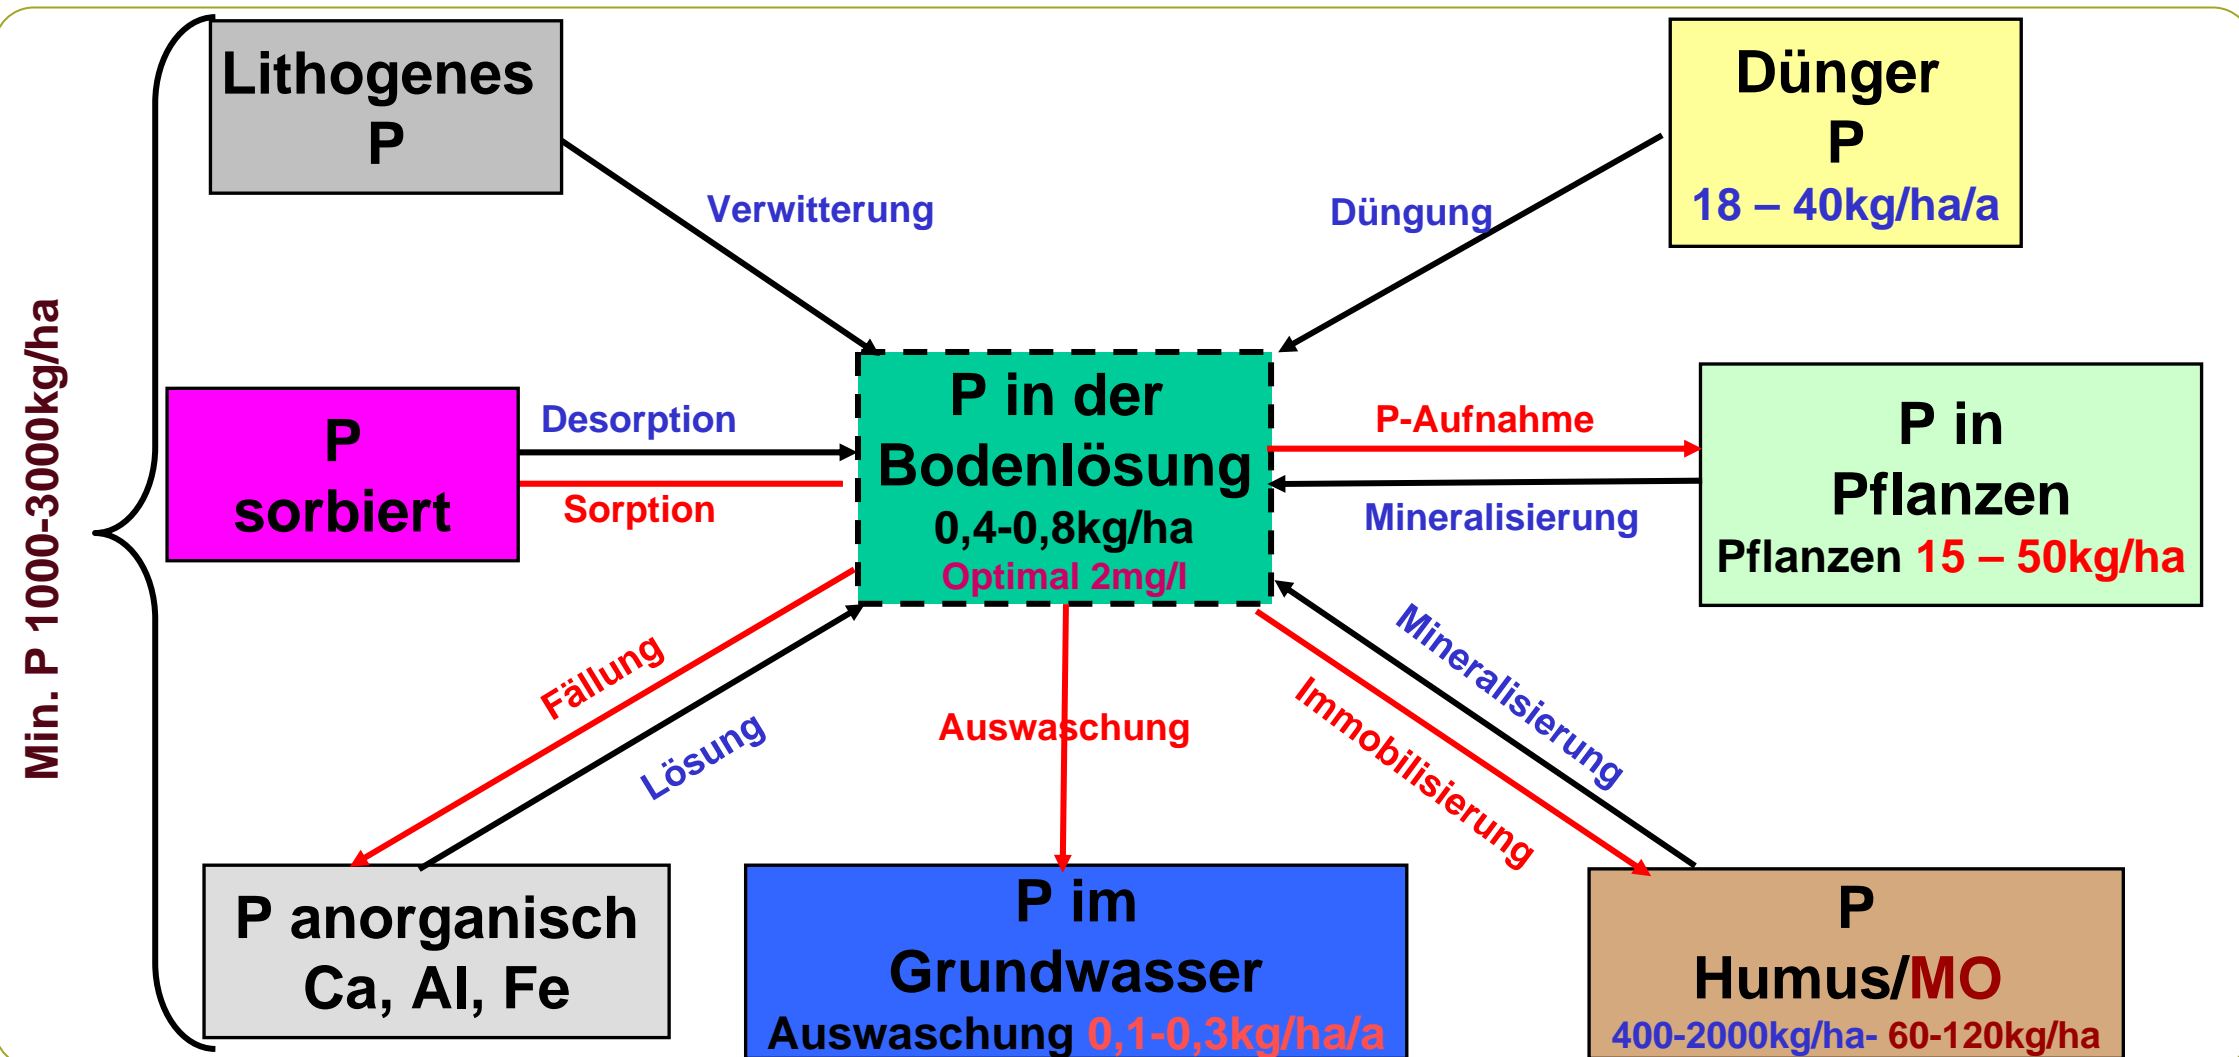 Lithogenes
P
Dünger
P
18 – 40kg/ha/a
Verwitterung
Düngung
Min. P 1000-3000kg/ha
P
sorbiert
Desorption
Sorption
P in der
Bodenlösung
0,4-0,8kg/ha
Optimal 2mg/l
P-Aufnahme
Mineralisierung
P in
Pflanzen
Pflanzen 15 – 50kg/ha
Fällung
Lösung
Auswaschung
Mineralisierung
Immobilisierung
P anorganisch
Ca, Al, Fe
P im
Grundwasser
Auswaschung 0,1-0,3kg/ha/a
P
Humus/MO
400-2000kg/ha- 60-120kg/ha